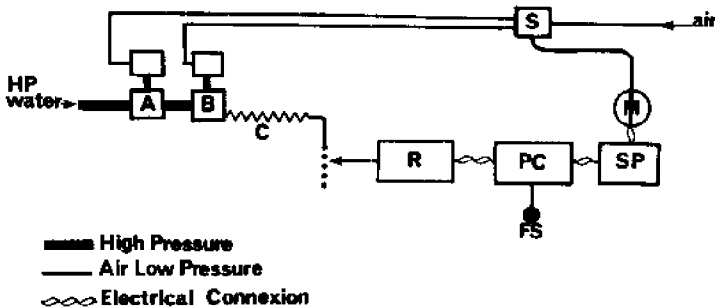 S
air
HP
water
A
B
M
C
R
PC
SP
FS
High Pressure
Air Low Pressure
Electrical Connexion